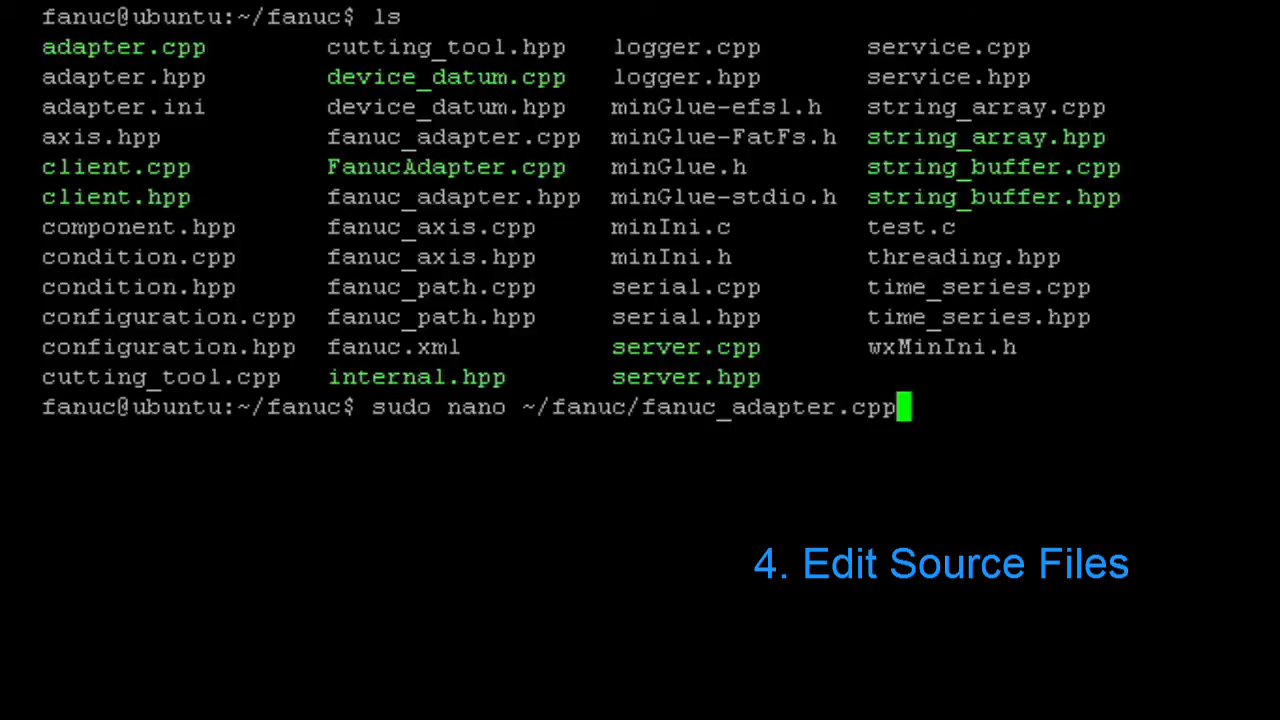 fanuc@ubuntu:~/fanuc$ ls
adapter.cpp cutting_tool.hpp logger.cpp service.cpp
adapter.hpp device_datum.cpp logger.hpp service.hpp
adapter.ini device_datum.hpp minGlue-efsl.h string_array.cpp
axis.hpp fanuc_adapter.cpp minGlue-FatFs.h string_array.hpp
client.cpp FanucAdapter.cpp minGlue.h string_buffer.cpp
client.hpp fanuc_adapter.hpp minGlue-stdio.h string_buffer.hpp
component.hpp fanuc_axis.cpp minIni.c test.c
condition.cpp fanuc_axis.hpp minIni.h threading.hpp
condition.hpp fanuc_path.cpp serial.cpp time_series.cpp
configuration.cpp fanuc_path.hpp serial.hpp time_series.hpp
configuration.hpp fanuc.xml server.cpp wxMinIni.h
cutting_tool.cpp internal.hpp server.hpp
fanuc@ubuntu:~/fanuc$ sudo nano ~/fanuc/fanuc_adapter.cpp
4. Edit Source Files